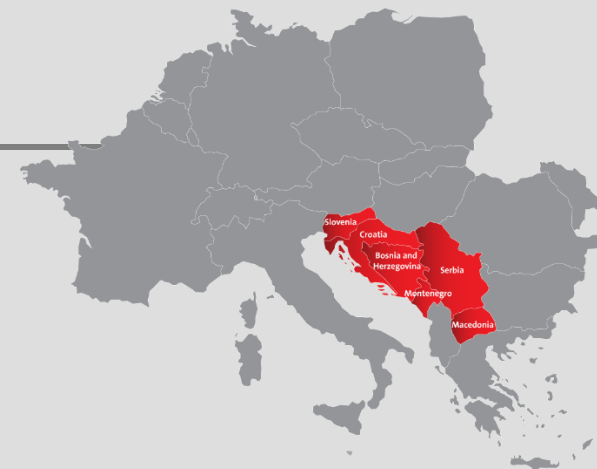 Slovenia
Croatia
Bosnia and
Herzegovina
Serbia
Montenegro
Macedonia